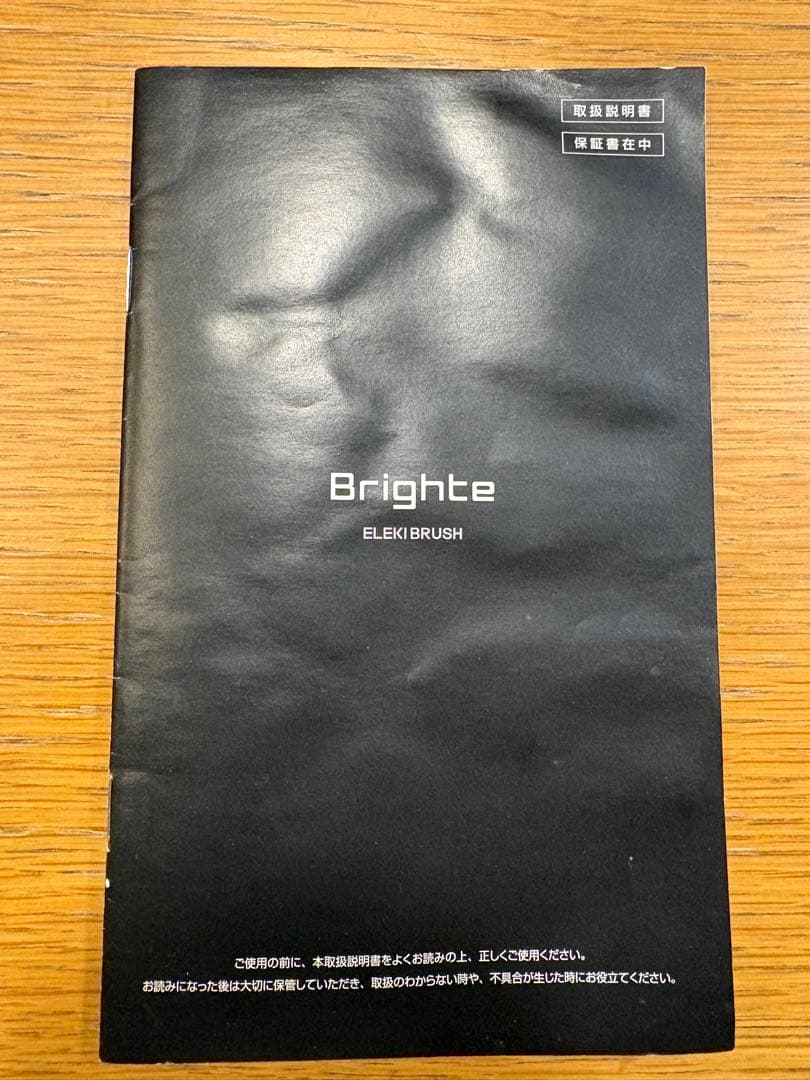 取扱説明書
保証書在中
Brighte
ELEKI BRUSH
ご使用の前に、本取扱説明書をよくお読みの上、正しくご使用ください。
お読みになった後は大切に保管していただき、取扱のわからない時や、不具合が生じた時にお役立てください。